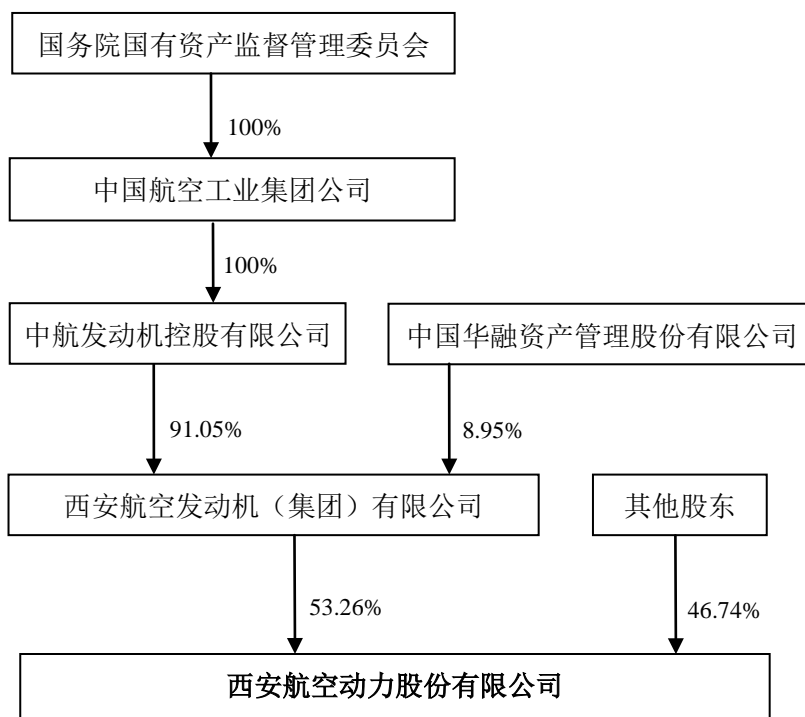 国务院国有资产监督管理委员会
100%
中国航空工业集团公司
100%
中航发动机控股有限公司
中国华融资产管理股份有限公司
91.05%
8.95%
西安航空发动机（集团）有限公司
其他股东
53.26%
46.74%
西安航空动力股份有限公司